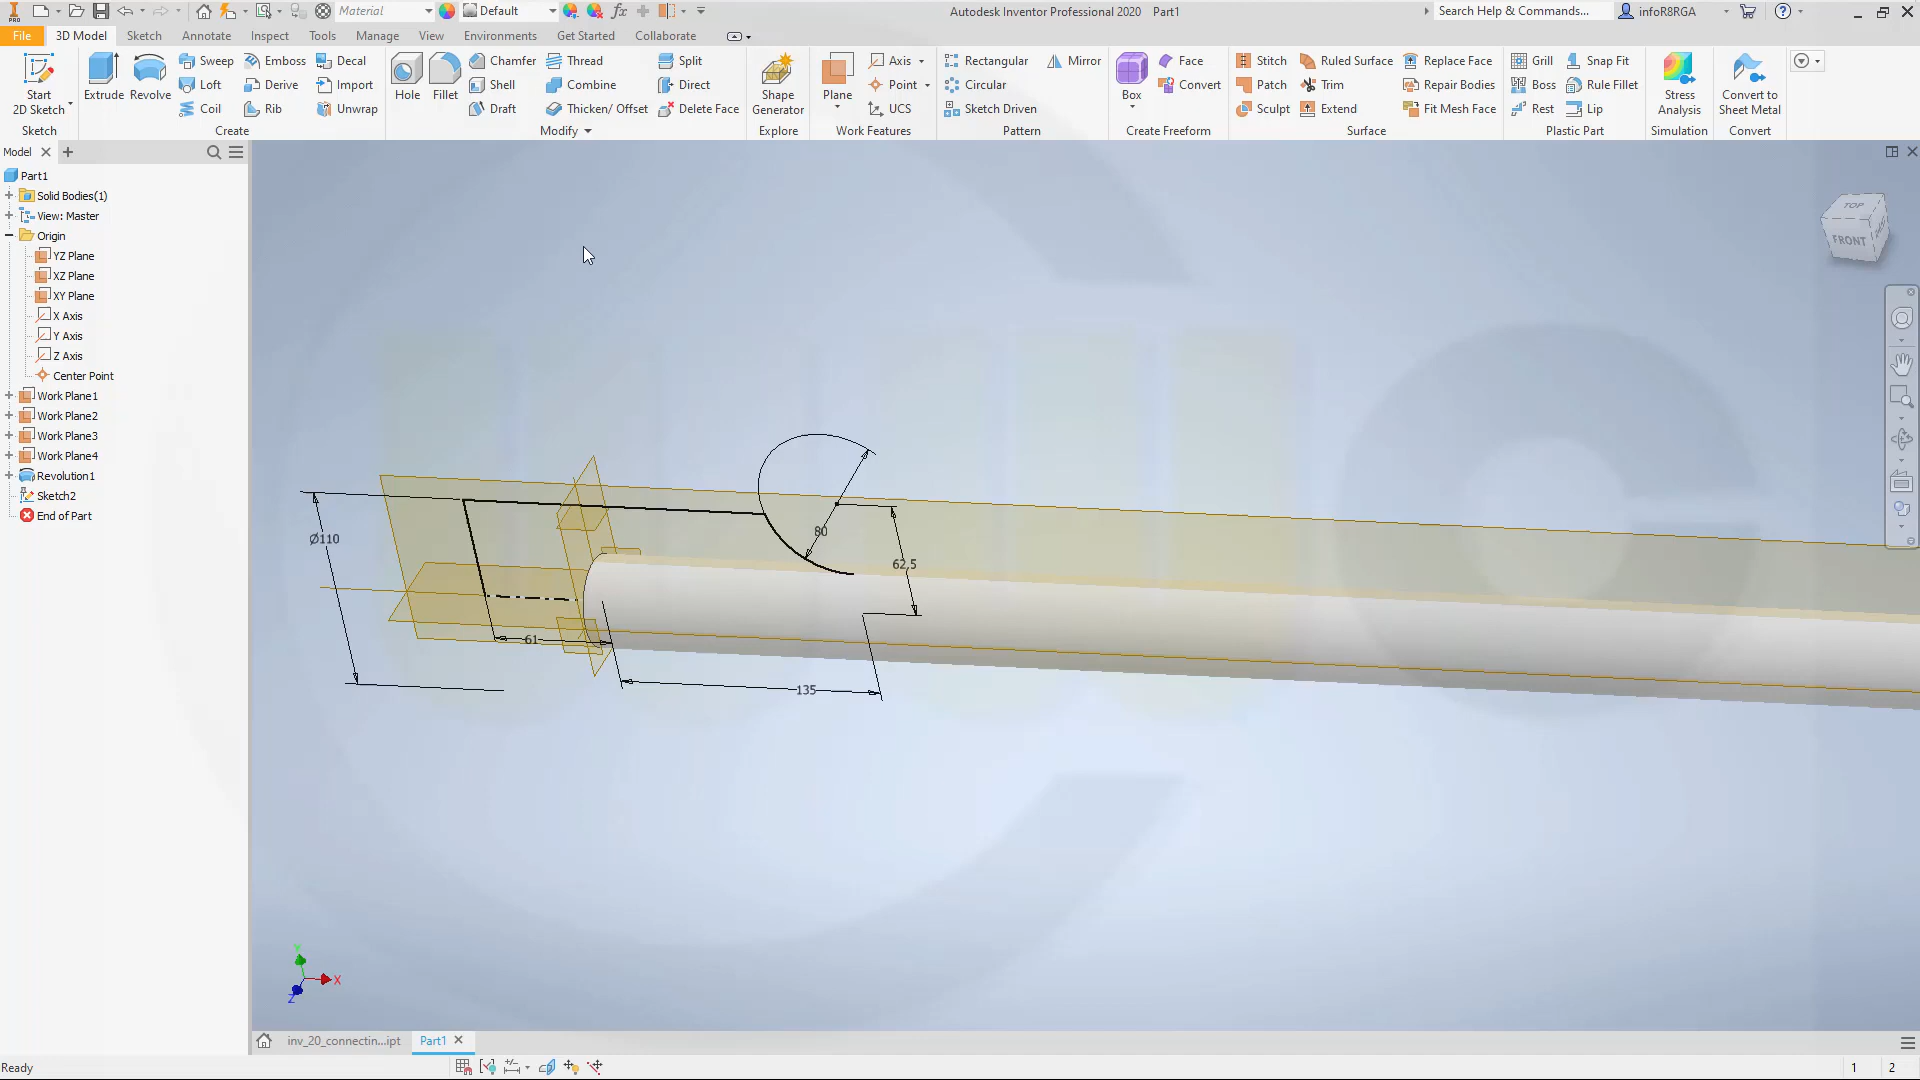 Material
Default
Autodesk Inventor Professional 2020 Part1
Search Help & Commands...
infoR8RGA
File 3D Model Sketch Annotate Inspect Tools Manage View Environments Get Started Collaborate
Start
2D Sketch
Extrude
Revolve
Sweep
Emboss
Decal
Loft
Derive
Import
Coil
Rib
Unwrap
Hole
Fillet
Chamfer
Thread
Split
Shell
Combine
Direct
Draft
Thicken/ Offset
Delete Face
Shape
Generator
Plane
Axis
Point
UCS
Rectangular
Mirror
Circular
Sketch Driven
Box
Face
Convert
Stitch
Ruled Surface
Replace Face
Patch
Trim
Repair Bodies
Sculpt
Extend
Fit Mesh Face
Grill
Snap Fit
Boss
Rule Fillet
Rest
Lip
Stress
Analysis
Convert to
Sheet Metal
Sketch Create Modify Explore Work Features Pattern Create Freeform Surface Plastic Part Simulation Convert
Model
Part1
Solid Bodies(1)
View: Master
Origin
YZ Plane
XZ Plane
XY Plane
X Axis
Y Axis
Z Axis
Center Point
Work Plane1
Work Plane2
Work Plane3
Work Plane4
Revolution1
Sketch2
End of Part
TOP
FRONT
Ø110
80
62,5
61
135
Y
X
Z
inv_20_connectin...ipt
Part1
Ready
1 2